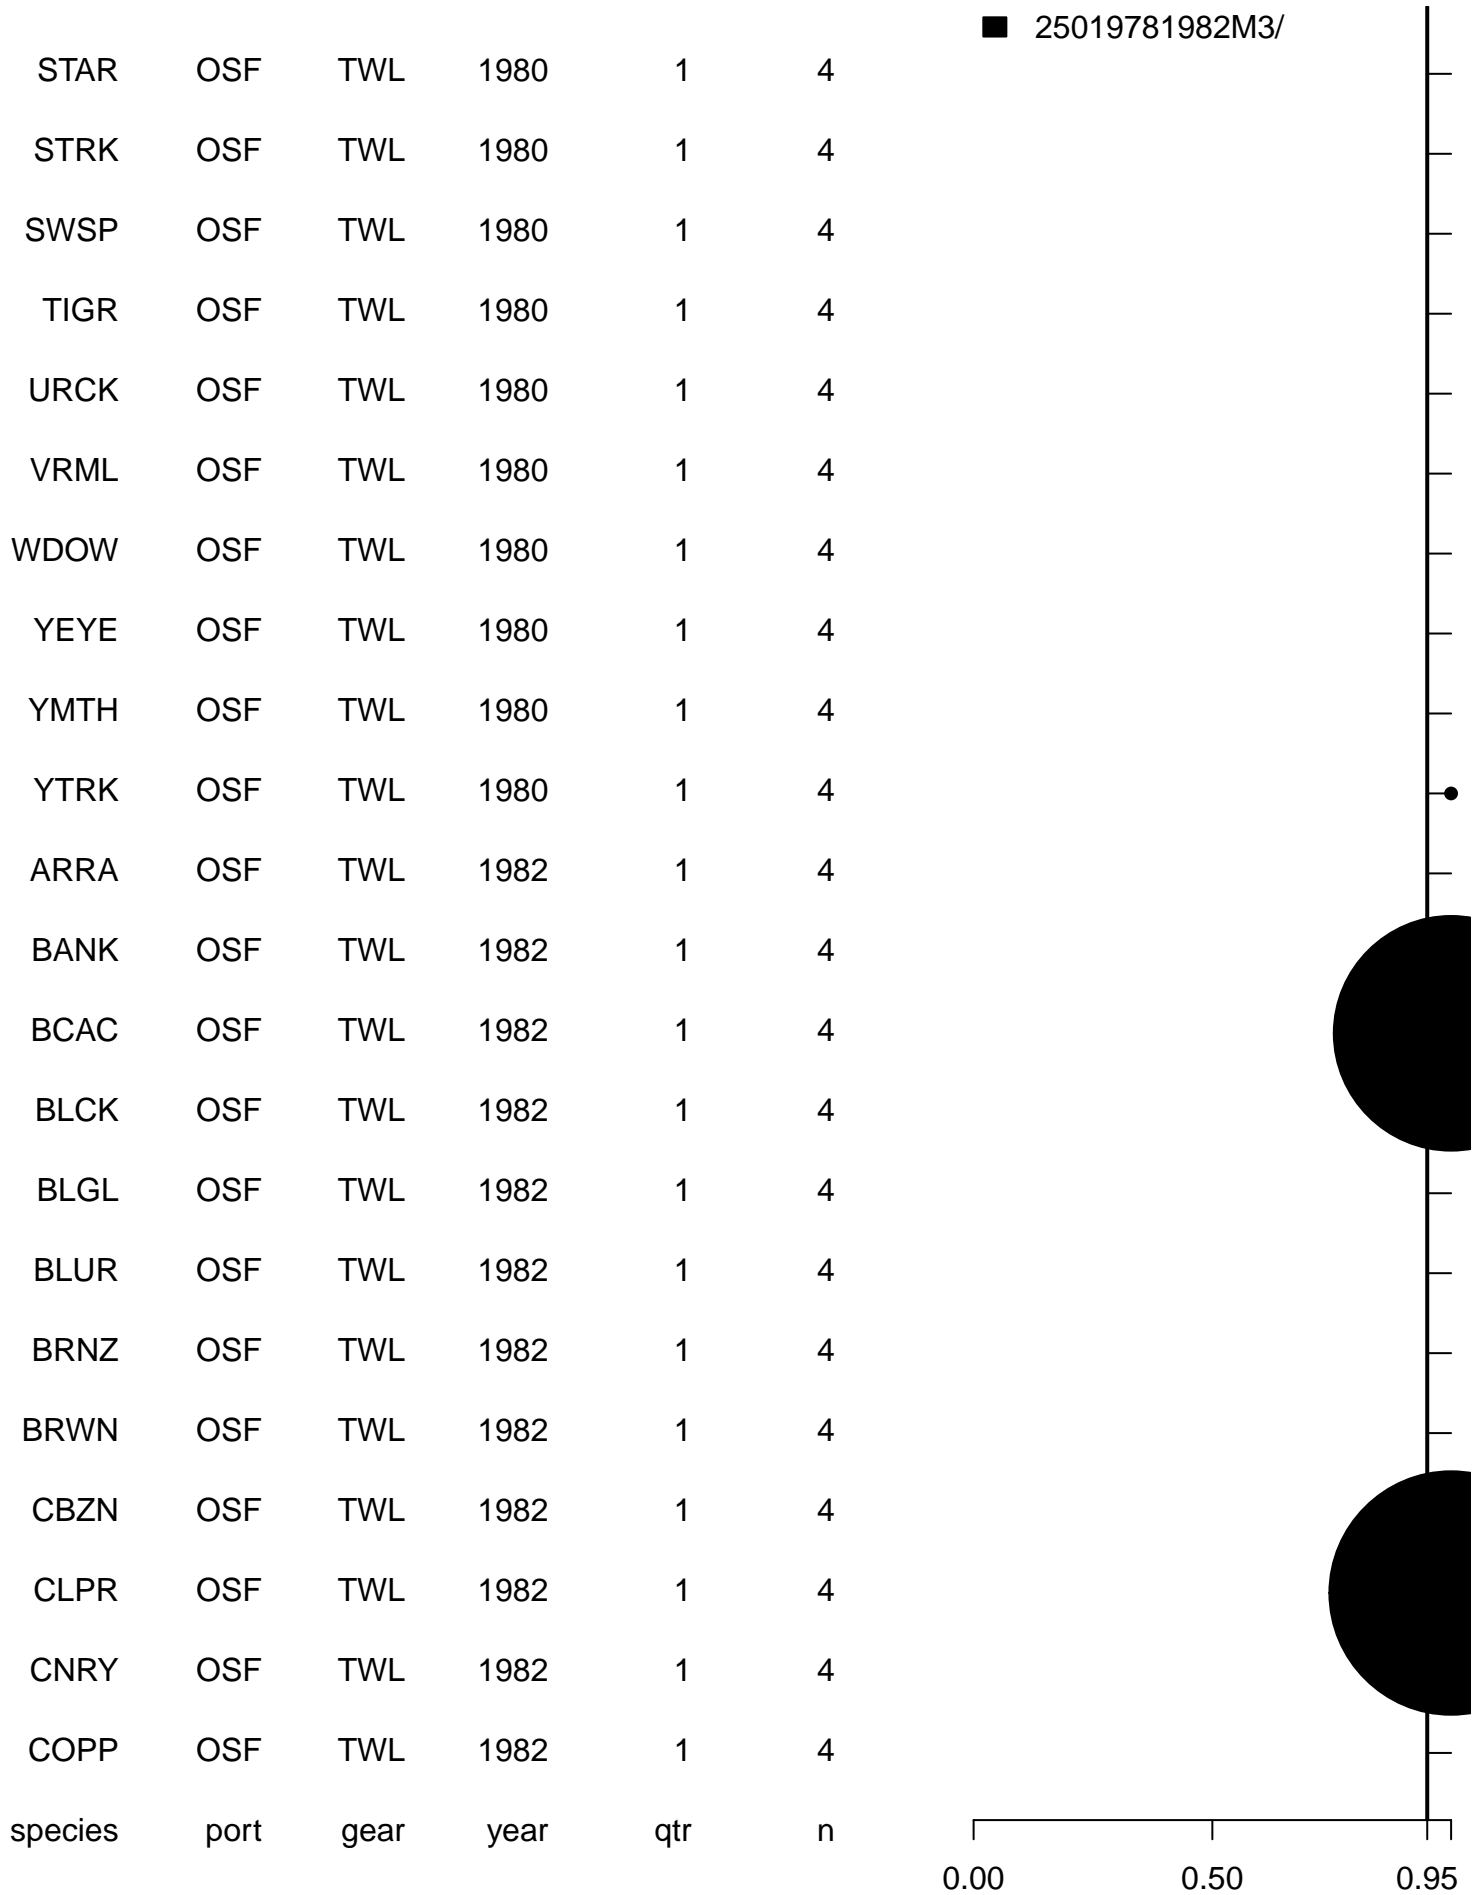 25019781982M3/
STAR OSF TWL 1980 1 4
STRK OSF TWL 1980 1 4
SWSP OSF TWL 1980 1 4
TIGR OSF TWL 1980 1 4
URCK OSF TWL 1980 1 4
VRML OSF TWL 1980 1 4
WDOW OSF TWL 1980 1 4
YEYE OSF TWL 1980 1 4
YMTH OSF TWL 1980 1 4
YTRK OSF TWL 1980 1 4
ARRA OSF TWL 1982 1 4
BANK OSF TWL 1982 1 4
BCAC OSF TWL 1982 1 4
BLCK OSF TWL 1982 1 4
BLGL OSF TWL 1982 1 4
BLUR OSF TWL 1982 1 4
BRNZ OSF TWL 1982 1 4
BRWN OSF TWL 1982 1 4
CBZN OSF TWL 1982 1 4
CLPR OSF TWL 1982 1 4
CNRY OSF TWL 1982 1 4
COPP OSF TWL 1982 1 4
species port gear year qtr n
0.00 0.50 0.95